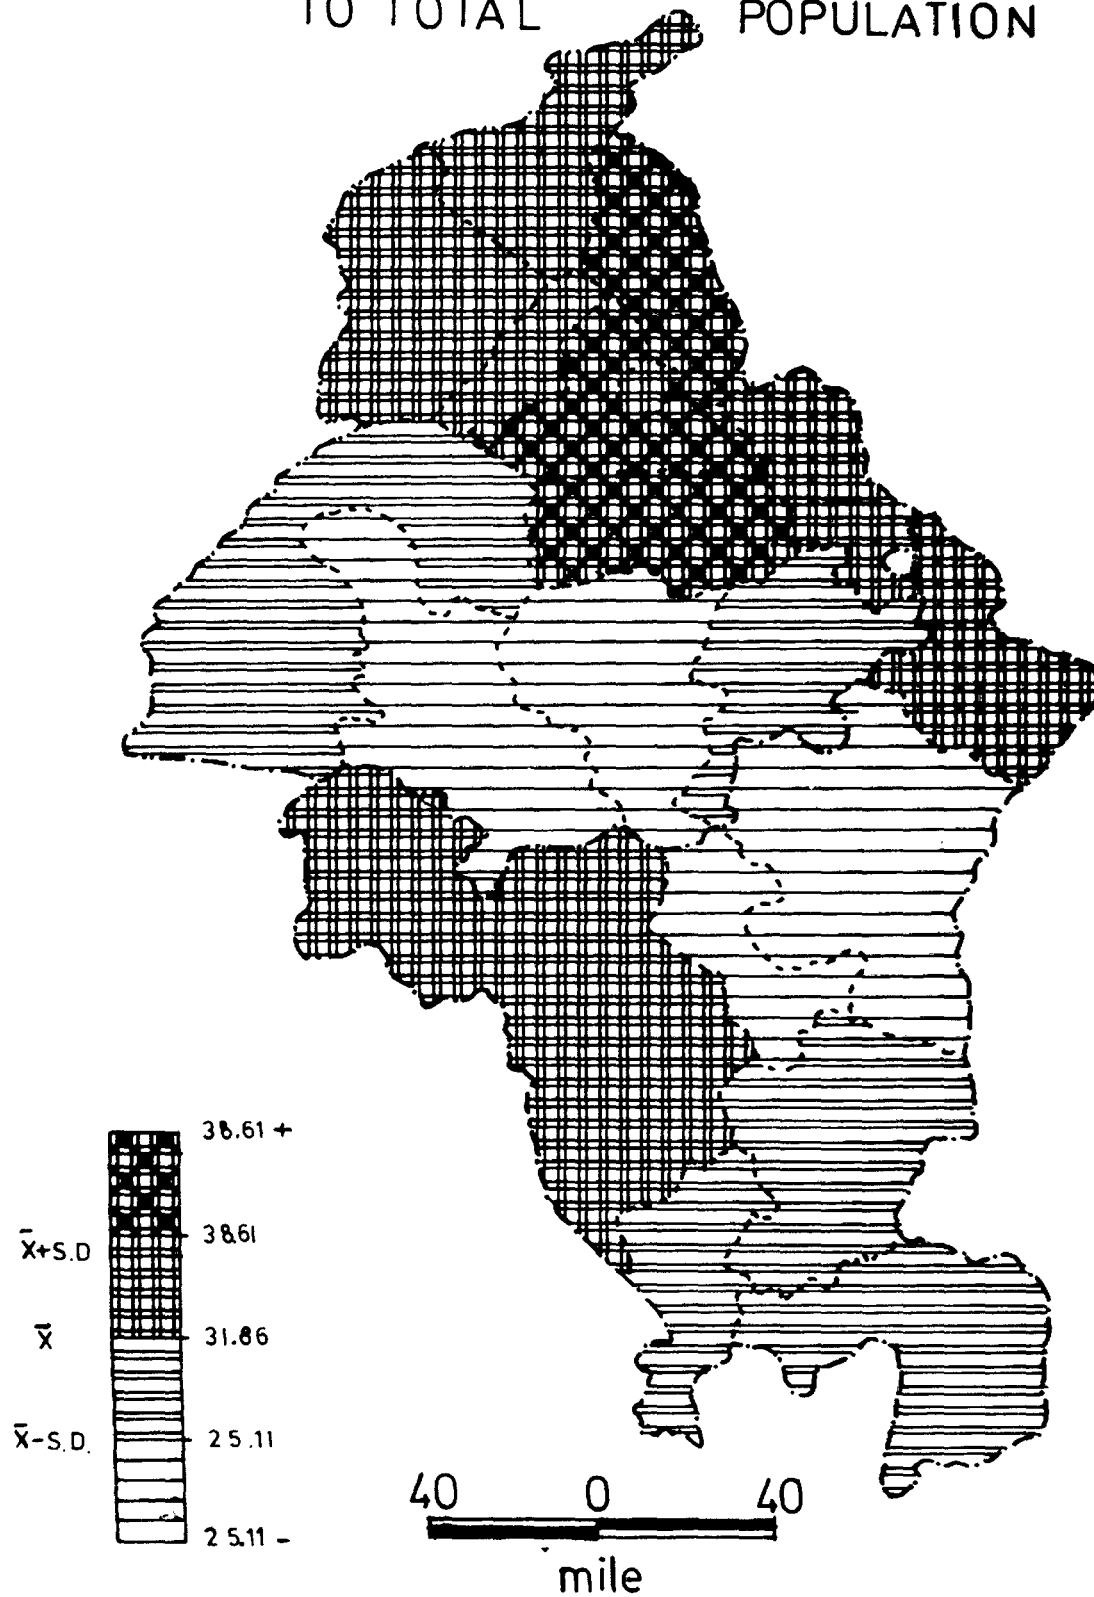 TO TOTAL POPULATION
38.61 +
x̄+S.D 38.61
x̄ 31.86
x̄-S.D. 25.11
25.11 -
40 0 40
mile